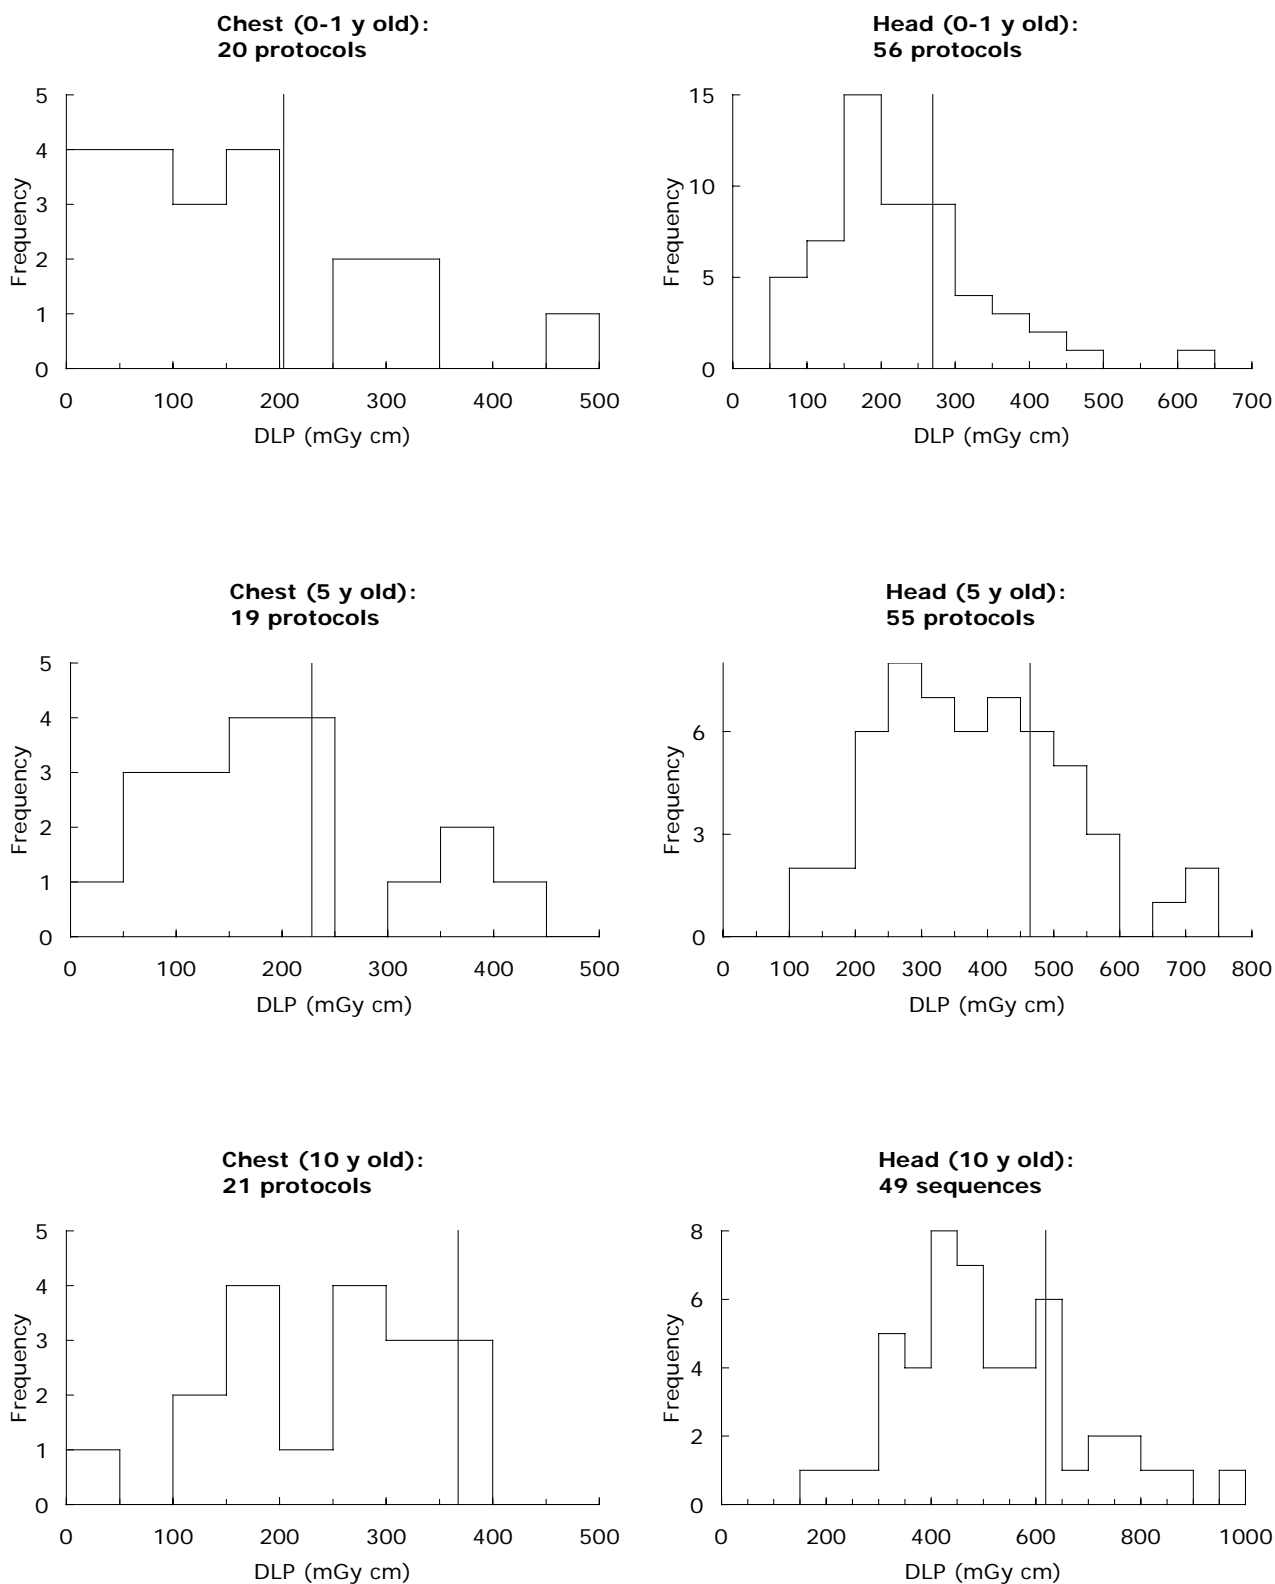 Chest (0-1 y old):
20 protocols
5
4
3
2
1
0
Frequency
0 100 200 300 400 500
DLP (mGy cm)
Head (0-1 y old):
56 protocols
15
10
5
0
Frequency
0 100 200 300 400 500 600 700
DLP (mGy cm)
Chest (5 y old):
19 protocols
5
4
3
2
1
0
Frequency
0 100 200 300 400 500
DLP (mGy cm)
Head (5 y old):
55 protocols
6
3
0
Frequency
0 100 200 300 400 500 600 700 800
DLP (mGy cm)
Chest (10 y old):
21 protocols
5
4
3
2
1
0
Frequency
0 100 200 300 400 500
DLP (mGy cm)
Head (10 y old):
49 sequences
8
6
4
2
0
Frequency
200 400 600 800 1000
DLP (mGy cm)